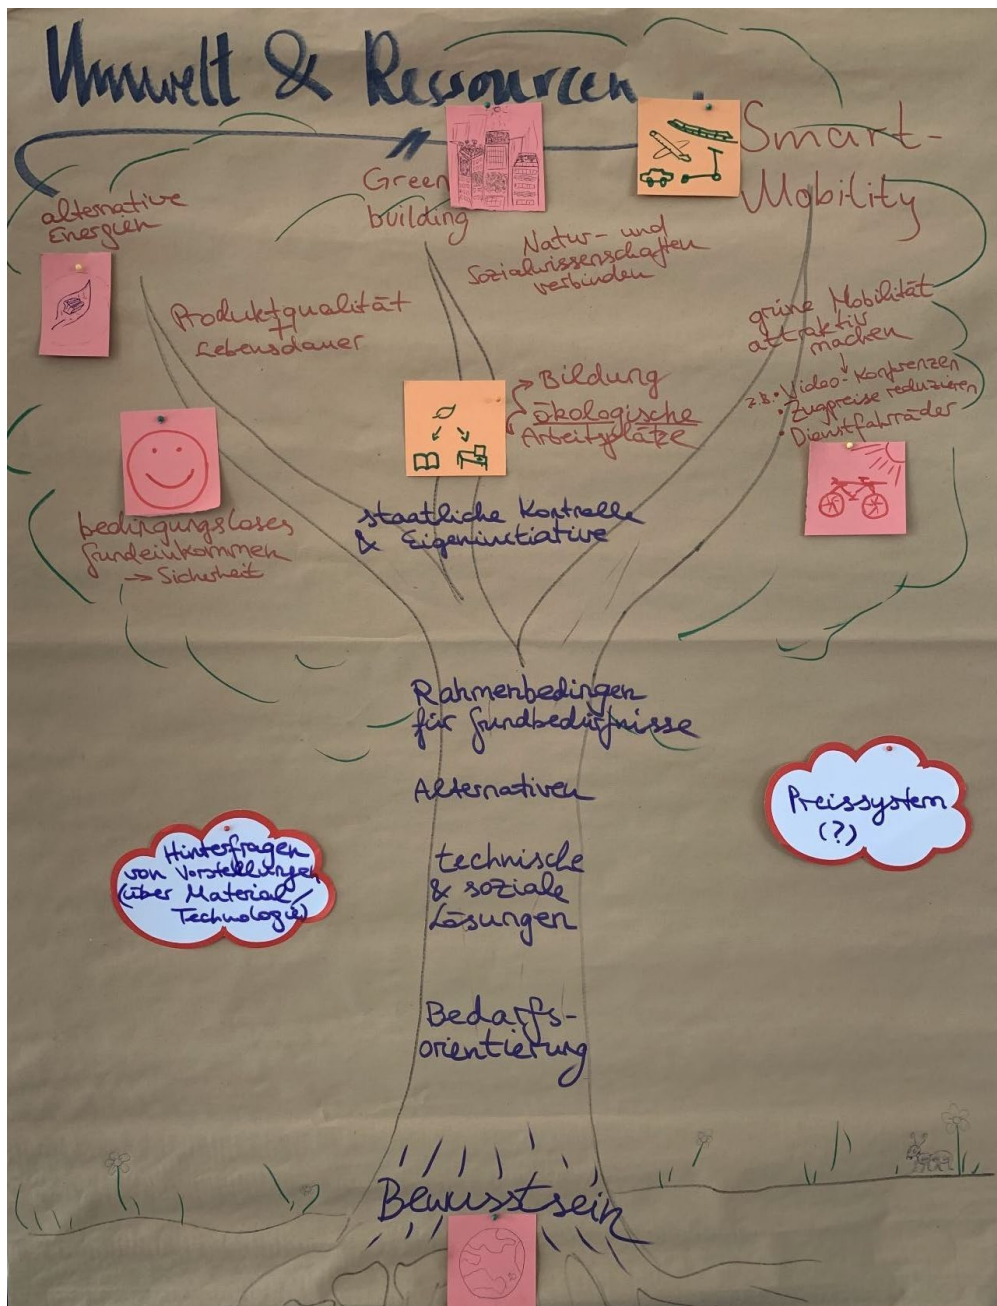 Umwelt & Ressourcen
Smart-
Mobility
Green
building
alternative
Energien
Natur- und
Sozialwissenschaften
verbinden
Produktqualität
+
Lebensdauer
grüne Mobilität
attraktiv
machen
↓
z.B. • Video-Konfrenzen
• Zugpreise reduzieren
• Dienstfahrräder
→ Bildung
→ ökologische
Arbeitsplätze
staatliche Kontrolle
& Eigeninitiative
bedingungsloses
Grundeinkommen
→ Sicherheit
Rahmenbedingen
für Grundbedürfnisse
Alternativen
Preissystem
(?)
Hinterfragen
von Vorstellungen
(über Material/
Technologie)
technische
& soziale
Lösungen
Bedarfs-
orientierung
Bewusstsein